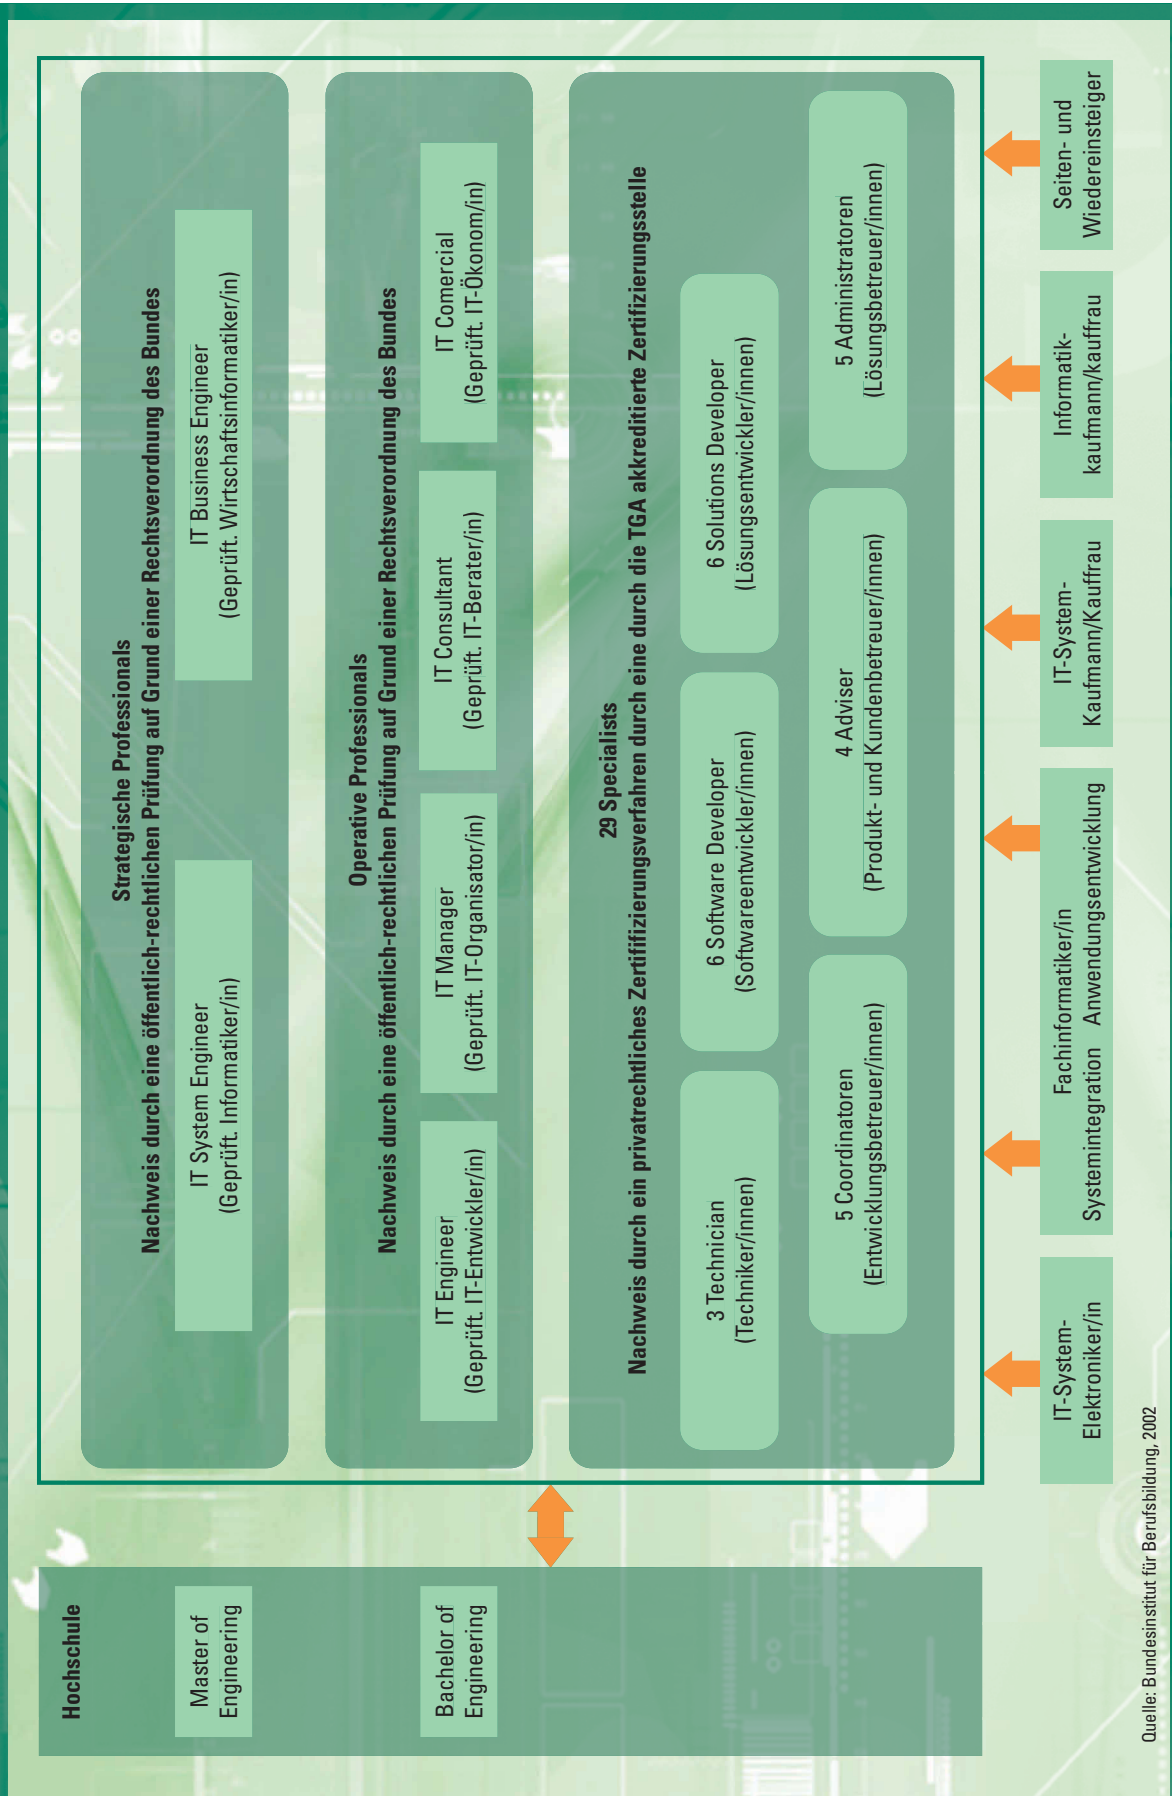 Hochschule
Master of
Engineering
Bachelor of
Engineering
Strategische Professionals
Nachweis durch eine öffentlich-rechtlichen Prüfung auf Grund einer Rechtsverordnung des Bundes
IT System Engineer
(Geprüft. Informatiker/in)
IT Business Engineer
(Geprüft. Wirtschaftsinformatiker/in)
Operative Professionals
Nachweis durch eine öffentlich-rechtlichen Prüfung auf Grund einer Rechtsverordnung des Bundes
IT Engineer
(Geprüft. IT-Entwickler/in)
IT Manager
(Geprüft. IT-Organisator/in)
IT Consultant
(Geprüft. IT-Berater/in)
IT Comercial
(Geprüft. IT-Ökonom/in)
29 Specialists
Nachweis durch ein privatrechtliches Zertififizierungsverfahren durch eine durch die TGA akkreditierte Zertifizierungsstelle
3 Technician
(Techniker/innen)
6 Software Developer
(Softwareentwickler/innen)
6 Solutions Developer
(Lösungsentwickler/innen)
5 Coordinatoren
(Entwicklungsbetreuer/innen)
4 Adviser
(Produkt- und Kundenbetreuer/innen)
5 Administratoren
(Lösungsbetreuer/innen)
IT-System-
Elektroniker/in
Fachinformatiker/in
Systemintegration Anwendungsentwicklung
IT-System-
Kaufmann/Kauffrau
Informatik-
kaufmann/kauffrau
Seiten- und
Wiedereinsteiger
Quelle: Bundesinstitut für Berufsbildung, 2002